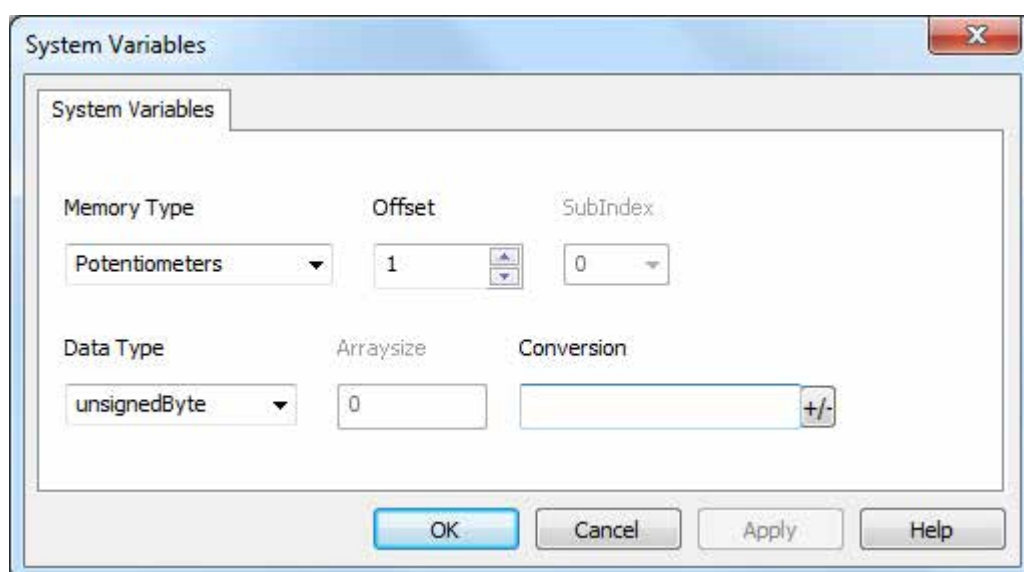 System Variables
X
System Variables
Memory Type Offset SubIndex
Potentiometers 1 0
Data Type Arraysize Conversion
unsignedByte 0 +/-
OK Cancel Apply Help